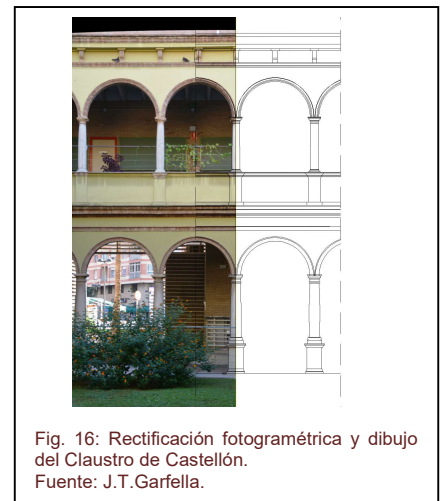 Fig. 16: Rectificación fotogramétrica y dibujo
del Claustro de Castellón.
Fuente: J.T.Garfella.